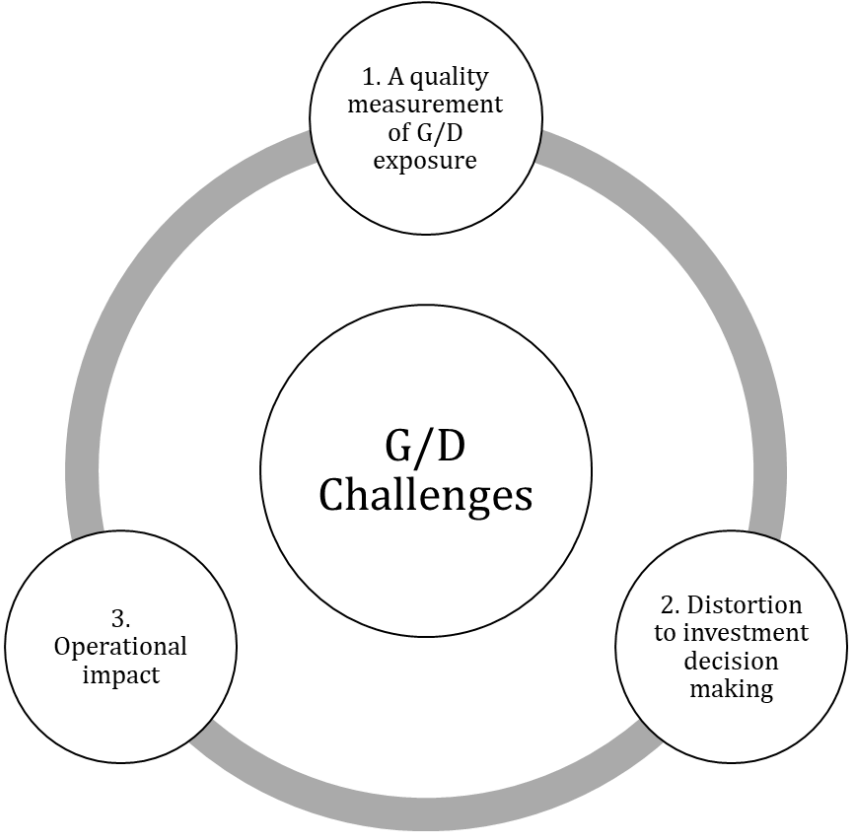 1. A quality
measurement
of G/D
exposure
G/D
Challenges
2. Distortion
to investment
decision
making
3.
Operational
impact